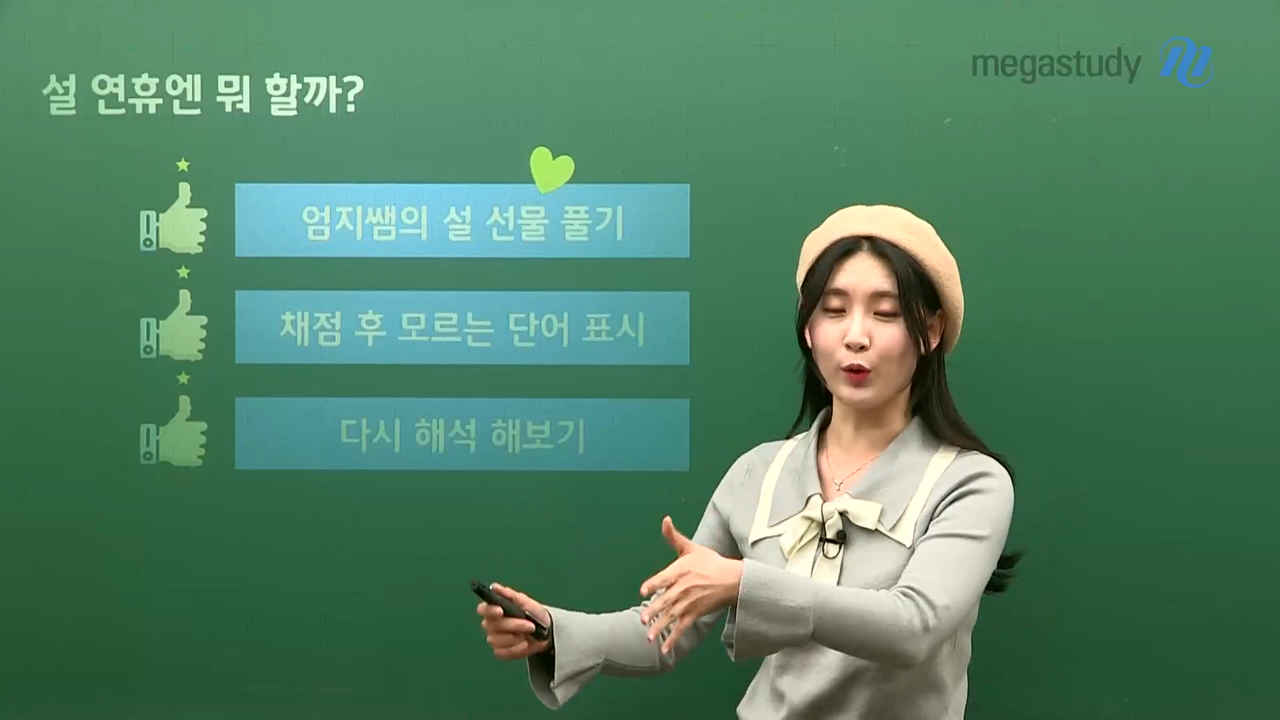 megastudy
설 연휴엔 뭐 할까?
엄지쌤의 설 선물 풀기
채점 후 모르는 단어 표시
다시 해석 해보기